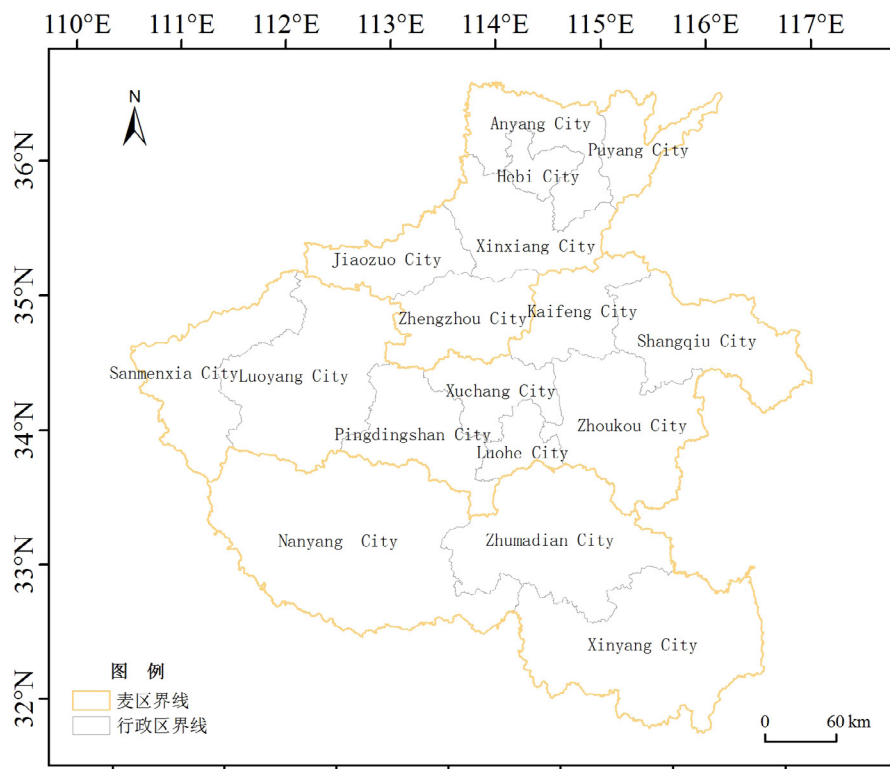 110°E 111°E 112°E 113°E 114°E 115°E 116°E 117°E
N
36°N
35°N
34°N
33°N
32°N
Anyang City
Puyang City
Hebi City
Xinxiang City
Jiaozuo City
Kaifeng City
Zhengzhou City
Shangqiu City
Sanmenxia City
Luoyang City
Xuchang City
Zhoukou City
Pingdingshan City
Luohe City
Nanyang City
Zhumadian City
Xinyang City
图 例
麦区界线
行政区界线
0 60 km